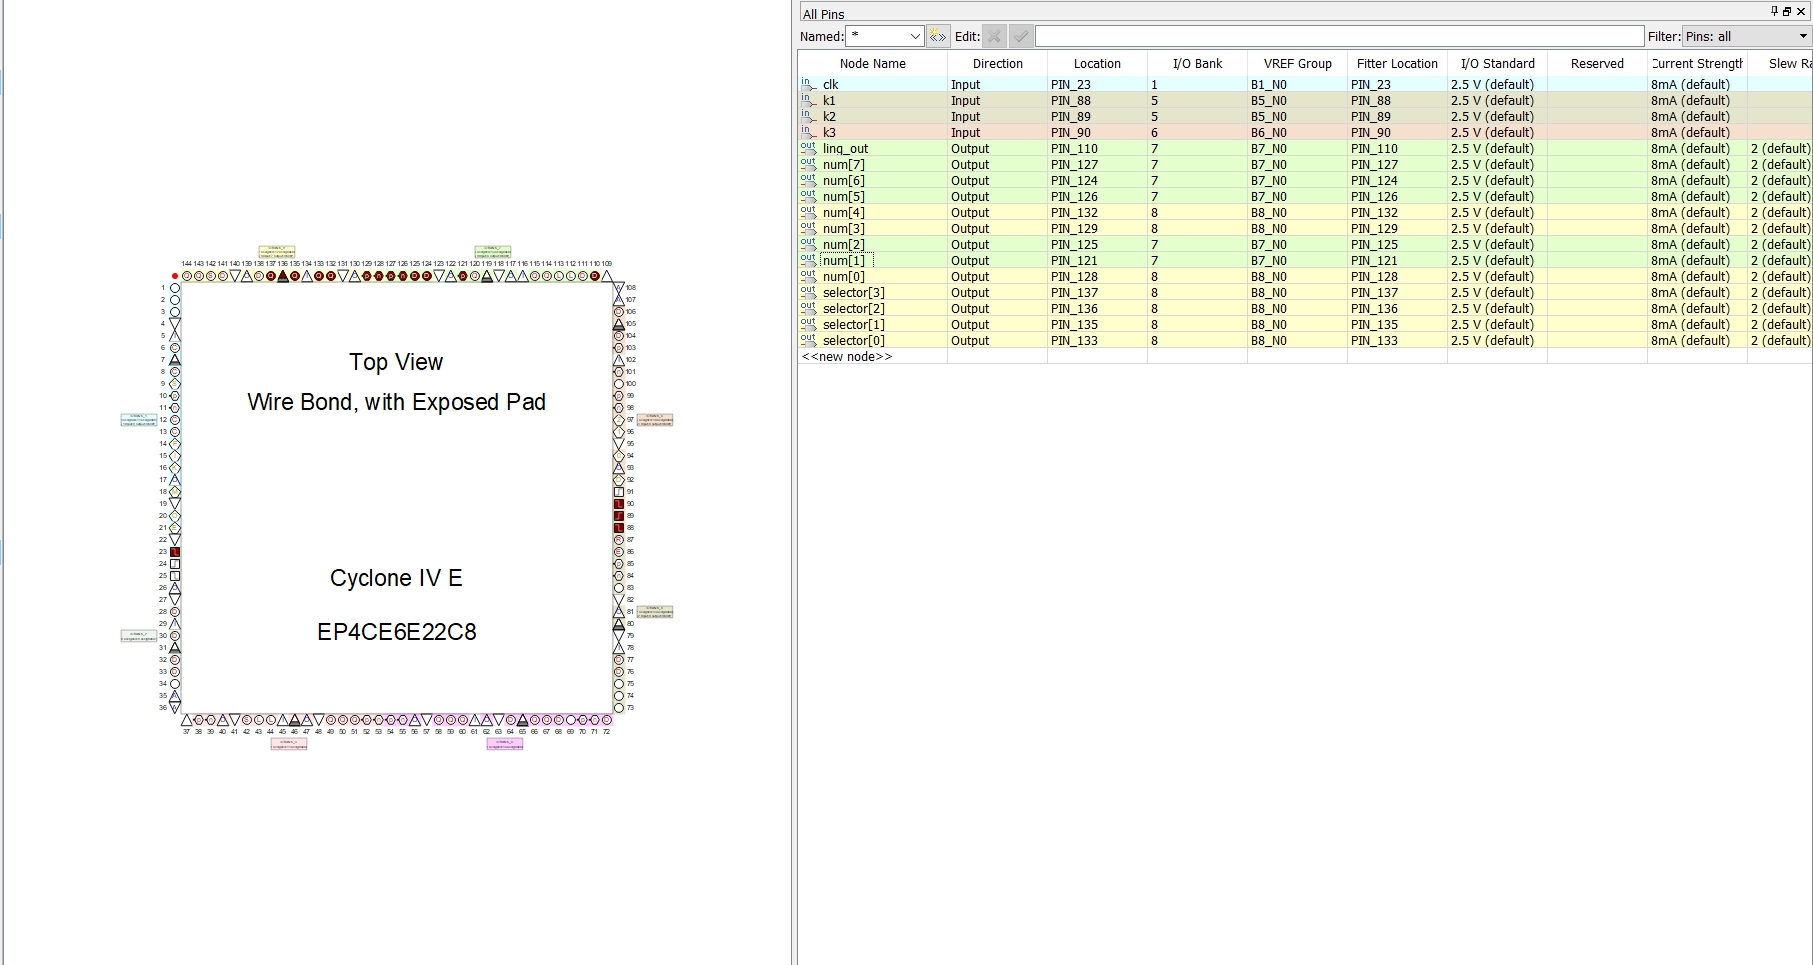 All Pins
Named: * Edit: Filter: Pins: all
Node Name Direction Location I/O Bank VREF Group Fitter Location I/O Standard Reserved Current Strength Slew Ra
in clk Input PIN_23 1 B1_N0 PIN_23 2.5 V (default) 8mA (default)
in k1 Input PIN_88 5 B5_N0 PIN_88 2.5 V (default) 8mA (default)
in k2 Input PIN_89 5 B5_N0 PIN_89 2.5 V (default) 8mA (default)
in k3 Input PIN_90 6 B6_N0 PIN_90 2.5 V (default) 8mA (default)
out ling_out Output PIN_110 7 B7_N0 PIN_110 2.5 V (default) 8mA (default) 2 (default)
out num[7] Output PIN_127 7 B7_N0 PIN_127 2.5 V (default) 8mA (default) 2 (default)
out num[6] Output PIN_124 7 B7_N0 PIN_124 2.5 V (default) 8mA (default) 2 (default)
out num[5] Output PIN_126 7 B7_N0 PIN_126 2.5 V (default) 8mA (default) 2 (default)
out num[4] Output PIN_132 8 B8_N0 PIN_132 2.5 V (default) 8mA (default) 2 (default)
out num[3] Output PIN_129 8 B8_N0 PIN_129 2.5 V (default) 8mA (default) 2 (default)
out num[2] Output PIN_125 7 B7_N0 PIN_125 2.5 V (default) 8mA (default) 2 (default)
out num[1] Output PIN_121 7 B7_N0 PIN_121 2.5 V (default) 8mA (default) 2 (default)
out num[0] Output PIN_128 8 B8_N0 PIN_128 2.5 V (default) 8mA (default) 2 (default)
out selector[3] Output PIN_137 8 B8_N0 PIN_137 2.5 V (default) 8mA (default) 2 (default)
out selector[2] Output PIN_136 8 B8_N0 PIN_136 2.5 V (default) 8mA (default) 2 (default)
out selector[1] Output PIN_135 8 B8_N0 PIN_135 2.5 V (default) 8mA (default) 2 (default)
out selector[0] Output PIN_133 8 B8_N0 PIN_133 2.5 V (default) 8mA (default) 2 (default)
<<new node>>
144 143 142 141 140 139 138 137 136 135 134 133 132 131 130 129 128 127 126 125 124 123 122 121 120 119 118 117 116 115 114 113 112 111 110 109
1 108
2 107
3 106
4 105
5 104
6 103
7 102
8 101
9 100
10 99
11 98
12 97
13 96
14 95
15 94
16 93
17 92
18 91
19 90
20 89
21 88
22 87
23 86
24 85
25 84
26 83
27 82
28 81
29 80
30 79
31 78
32 77
33 76
34 75
35 74
36 73
Top View
Wire Bond, with Exposed Pad
Cyclone IV E
EP4CE6E22C8
37 38 39 40 41 42 43 44 45 46 47 48 49 50 51 52 53 54 55 56 57 58 59 60 61 62 63 64 65 66 67 68 69 70 71 72